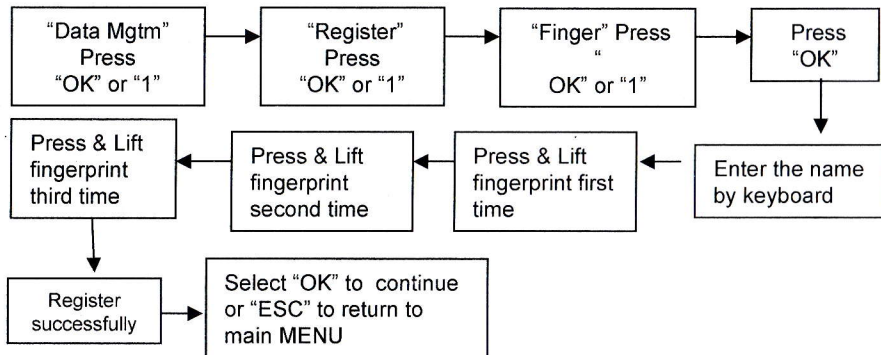 "Data Mgtm"
Press
"OK" or "1"
"Register"
Press
"OK" or "1"
"Finger" Press
"
OK" or "1"
Press
"OK"
Enter the name
by keyboard
Press & Lift
fingerprint first
time
Press & Lift
fingerprint
second time
Press & Lift
fingerprint
third time
Register
successfully
Select "OK" to continue
or "ESC" to return to
main MENU